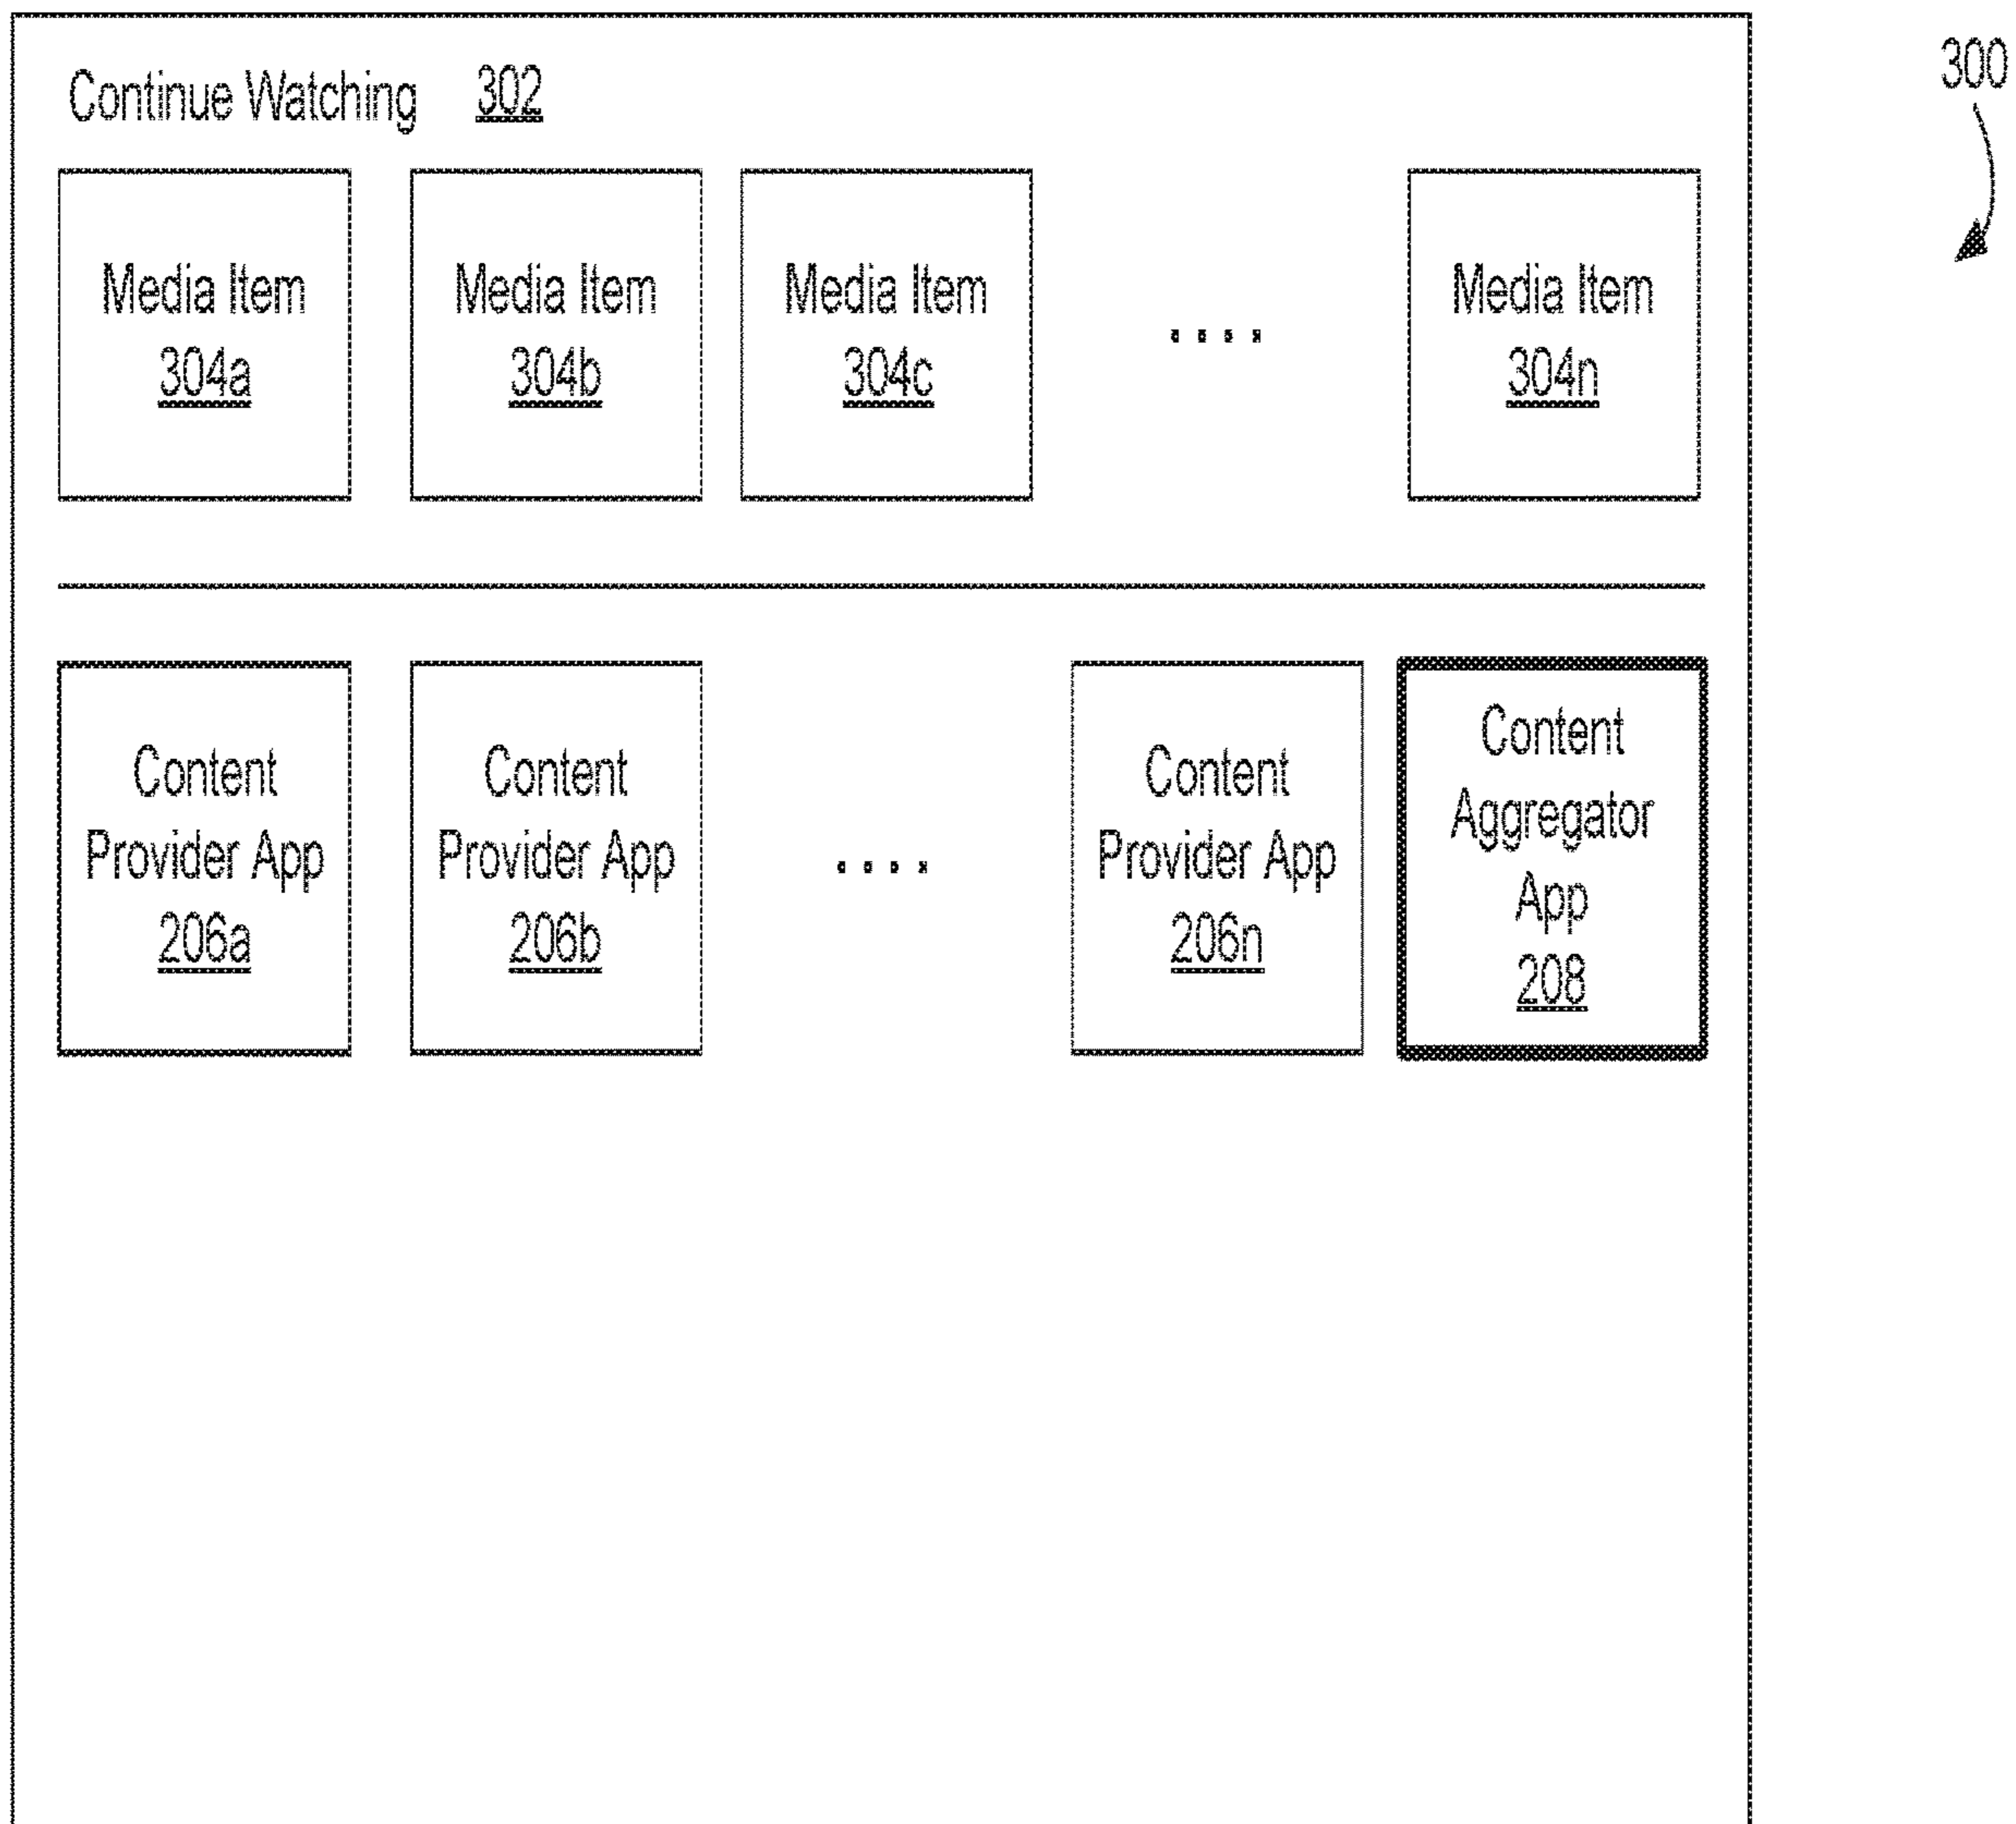 Continue Watching 302
300
Media Item Media Item Media Item .... Media Item
304a 304b 304c 304n
Content Content Content Content
Provider App Provider App .... Provider App Aggregator
206a 206b 206n App
208